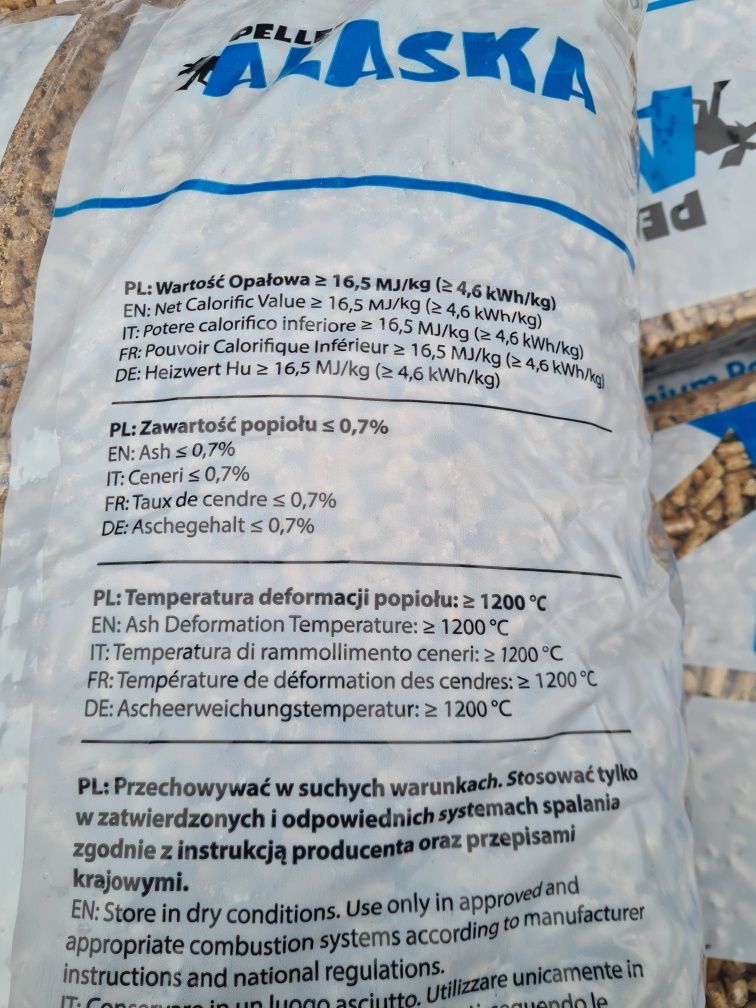 PELLE
ALASKA
PL: Wartość Opałowa ≥ 16,5 MJ/kg (≥ 4,6 kWh/kg)
EN: Net Calorific Value ≥ 16,5 MJ/kg (≥ 4,6 kWh/kg)
IT: Potere calorifico inferiore ≥ 16,5 MJ/kg (≥ 4,6 kWh/kg)
FR: Pouvoir Calorifique Inférieur ≥ 16,5 MJ/kg (≥ 4,6 kWh/kg)
DE: Heizwert Hu ≥ 16,5 MJ/kg (≥ 4,6 kWh/kg)
PL: Zawartość popiołu ≤ 0,7%
EN: Ash ≤ 0,7%
IT: Ceneri ≤ 0,7%
FR: Taux de cendre ≤ 0,7%
DE: Aschegehalt ≤ 0,7%
PL: Temperatura deformacji popiołu: ≥ 1200 °C
EN: Ash Deformation Temperature: ≥ 1200 °C
IT: Temperatura di rammollimento ceneri: ≥ 1200 °C
FR: Température de déformation des cendres: ≥ 1200 °C
DE: Ascheerweichungstemperatur: ≥ 1200 °C
PL: Przechowywać w suchych warunkach. Stosować tylko
w zatwierdzonych i odpowiednich systemach spalania
zgodnie z instrukcją producenta oraz przepisami
krajowymi.
EN: Store in dry conditions. Use only in approved and
appropriate combustion systems according to manufacturer
instructions and national regulations.
IT: Conservare in un luogo asciutto. Utilizzare unicamente in